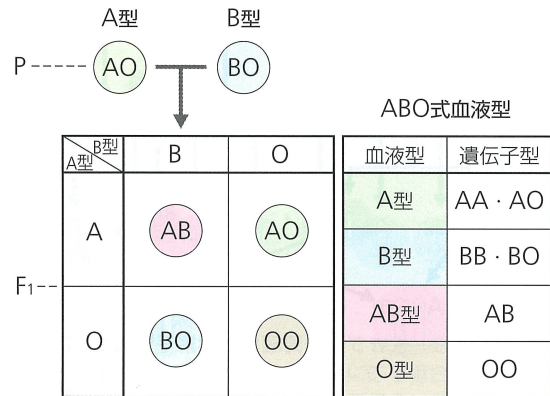 A型 B型
P AO BO
ABO式血液型
B型 B O
A型
A AB AO
F₁
O BO OO
血液型 遺伝子型
A型 AA・AO
B型 BB・BO
AB型 AB
O型 OO